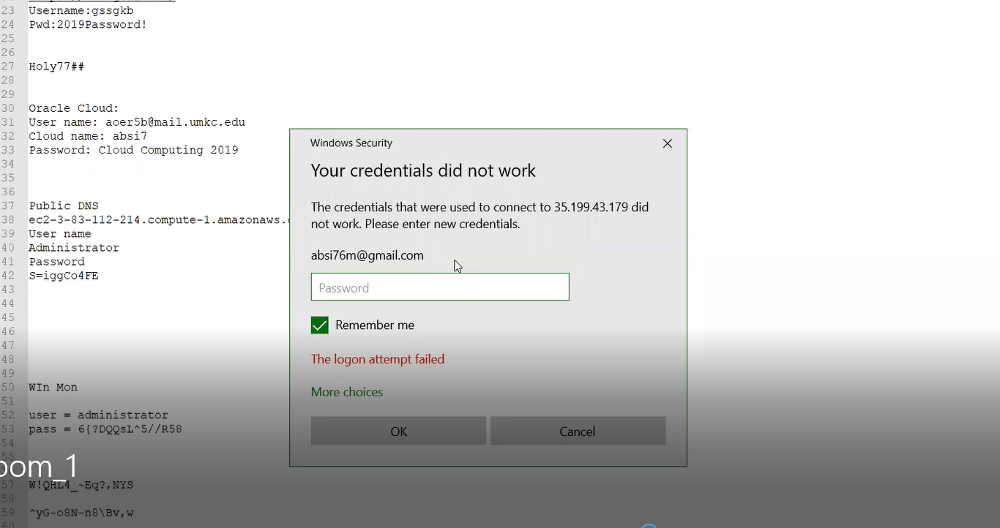 23 Username:gssgkb
24 Pwd:2019Password!
25
26
27 Holy77##
28
29
30 Oracle Cloud:
31 User name: aoer5b@mail.umkc.edu
32 Cloud name: absi7
33 Password: Cloud Computing 2019
34
35
36
37 Public DNS
38 ec2-3-83-112-214.compute-1.amazonaws.
39 User name
40 Administrator
41 Password
42 S=iggCo4FE
43
44
45
46
47
48
49
50 WIn Mon
51
52 user = administrator
53 pass = 6{?DQQsL^5//R58
54
55
oom_1
57 W!QHL4_~Eq?,NYS
58
59 ^yG-o8N-n8\Bv,w
60
Windows Security
Your credentials did not work
The credentials that were used to connect to 35.199.43.179 did
not work. Please enter new credentials.
absi76m@gmail.com
Password
Remember me
The logon attempt failed
More choices
OK
Cancel